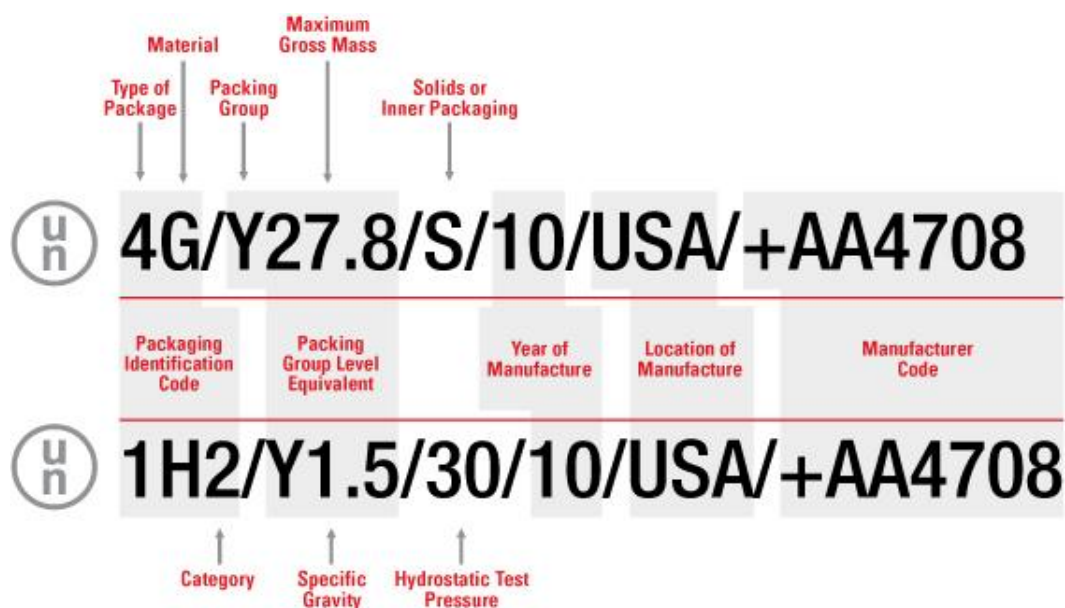 Material
Maximum
Gross Mass
Type of
Package
Packing
Group
Solids or
Inner Packaging
un 4G/Y27.8/S/10/USA/+AA4708
Packaging
Identification
Code
Packing
Group Level
Equivalent
Year of
Manufacture
Location of
Manufacture
Manufacturer
Code
un 1H2/Y1.5/30/10/USA/+AA4708
Category
Specific
Gravity
Hydrostatic Test
Pressure